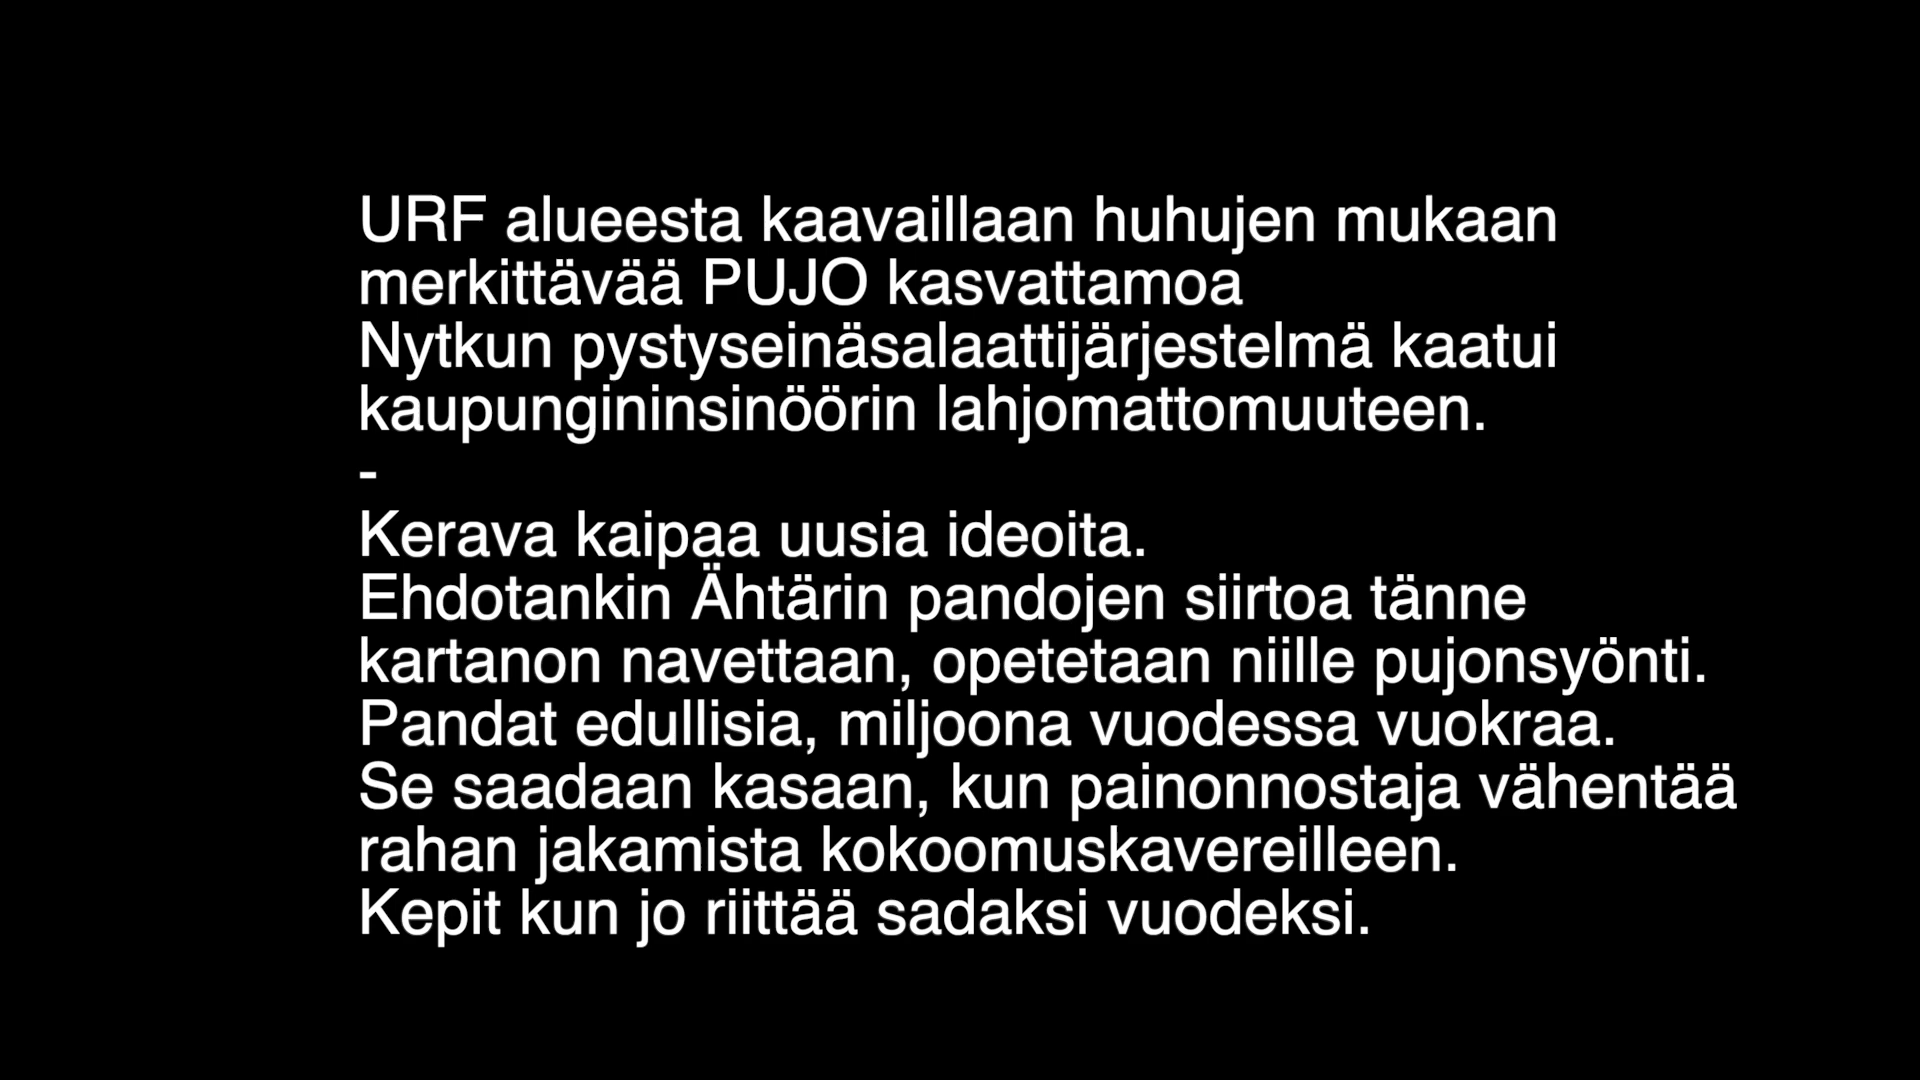 URF alueesta kaavaillaan huhujen mukaan
merkittävää PUJO kasvattamoa
Nytkun pystyseinäsalaattijärjestelmä kaatui
kaupungininsinöörin lahjomattomuuteen.
-
Kerava kaipaa uusia ideoita.
Ehdotankin Ähtärin pandojen siirtoa tänne
kartanon navettaan, opetetaan niille pujonsyönti.
Pandat edullisia, miljoona vuodessa vuokraa.
Se saadaan kasaan, kun painonnostaja vähentää
rahan jakamista kokoomuskavereilleen.
Kepit kun jo riittää sadaksi vuodeksi.